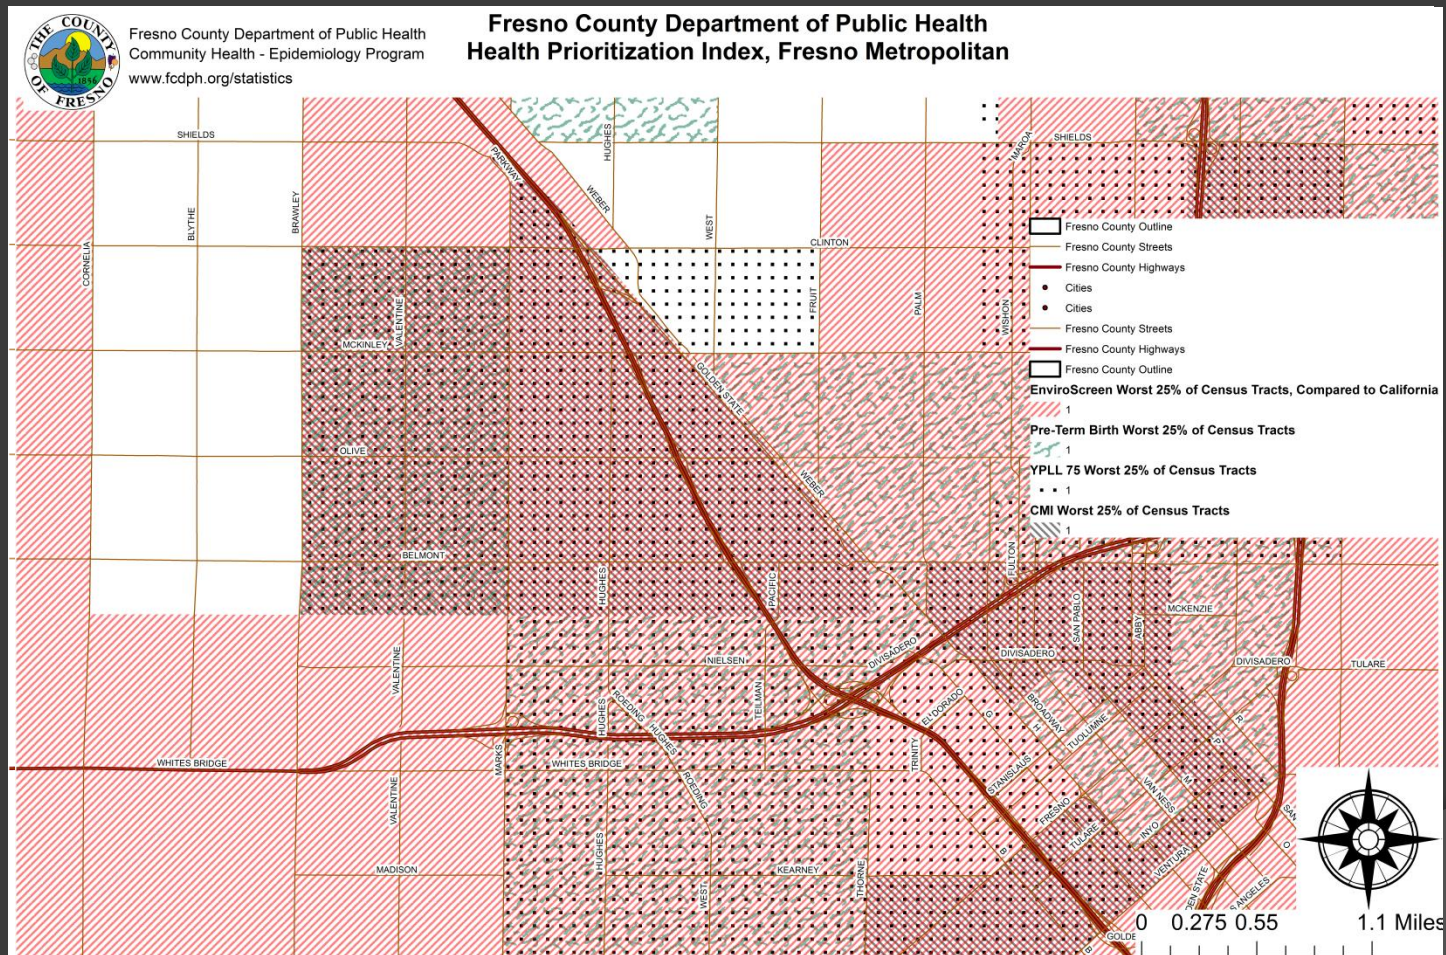 THE COUNTY
OF FRESNO
1856
Fresno County Department of Public Health
Community Health - Epidemiology Program
www.fcdph.org/statistics
Fresno County Department of Public Health
Health Prioritization Index, Fresno Metropolitan
SHIELDS
HUGHES
MAROA
SHIELDS
PARKWAY
WEBER
CORNELIA
BLYTHE
BRAWLEY
WEST
CLINTON
VALENTINE
FRUIT
PALM
WISHON
MCKINLEY
GOLDEN STATE
OLIVE
WEBER
BELMONT
HUGHES
PACIFIC
FULTON
SAN PABLO
ABBY
MCKENZIE
VALENTINE
NIELSEN
DIVISADERO
DIVISADERO
DIVISADERO
TULARE
HUGHES
ROEDING
HUGHES
TEILMAN
EL DORADO
G
H
BROADWAY
TUOLUMNE
R
P
WHITES BRIDGE
MARKS
WHITES BRIDGE
ROEDING
TRINITY
STANISLAUS
VAN NESS
M
VALENTINE
FRESNO
TULARE
INYO
SAN
O
HUGHES
B
VENTURA
MADISON
WEST
KEARNEY
THORNE
DEN STATE
S ANGELES
GOLDE
B
Fresno County Outline
Fresno County Streets
Fresno County Highways
Cities
Cities
Fresno County Streets
Fresno County Highways
Fresno County Outline
EnviroScreen Worst 25% of Census Tracts, Compared to California
1
Pre-Term Birth Worst 25% of Census Tracts
1
YPLL 75 Worst 25% of Census Tracts
1
CMI Worst 25% of Census Tracts
1
0 0.275 0.55 1.1 Miles